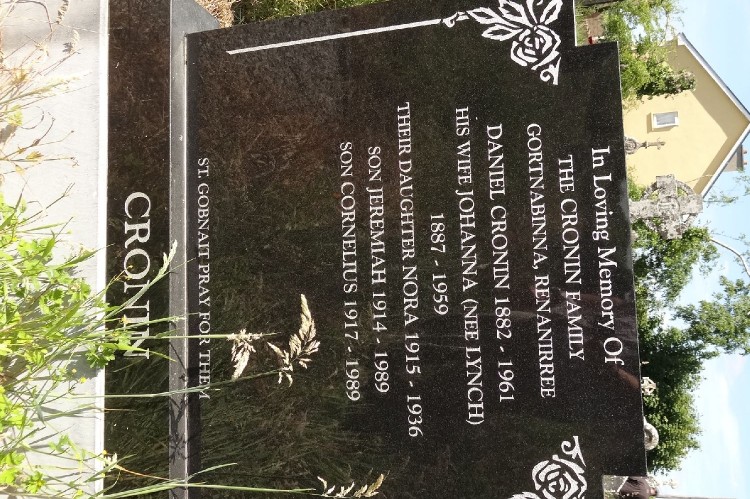 In Loving Memory Of
THE CRONIN FAMILY
GORTNABINNA, RENANIRREE
DANIEL CRONIN 1882 - 1961
HIS WIFE JOHANNA (NEE LYNCH)
1887 - 1959
THEIR DAUGHTER NORA 1915 - 1936
SON JEREMIAH 1914 - 1989
SON CORNELIUS 1917 - 1989
ST. GOBNAIT PRAY FOR THEM
CRONIN